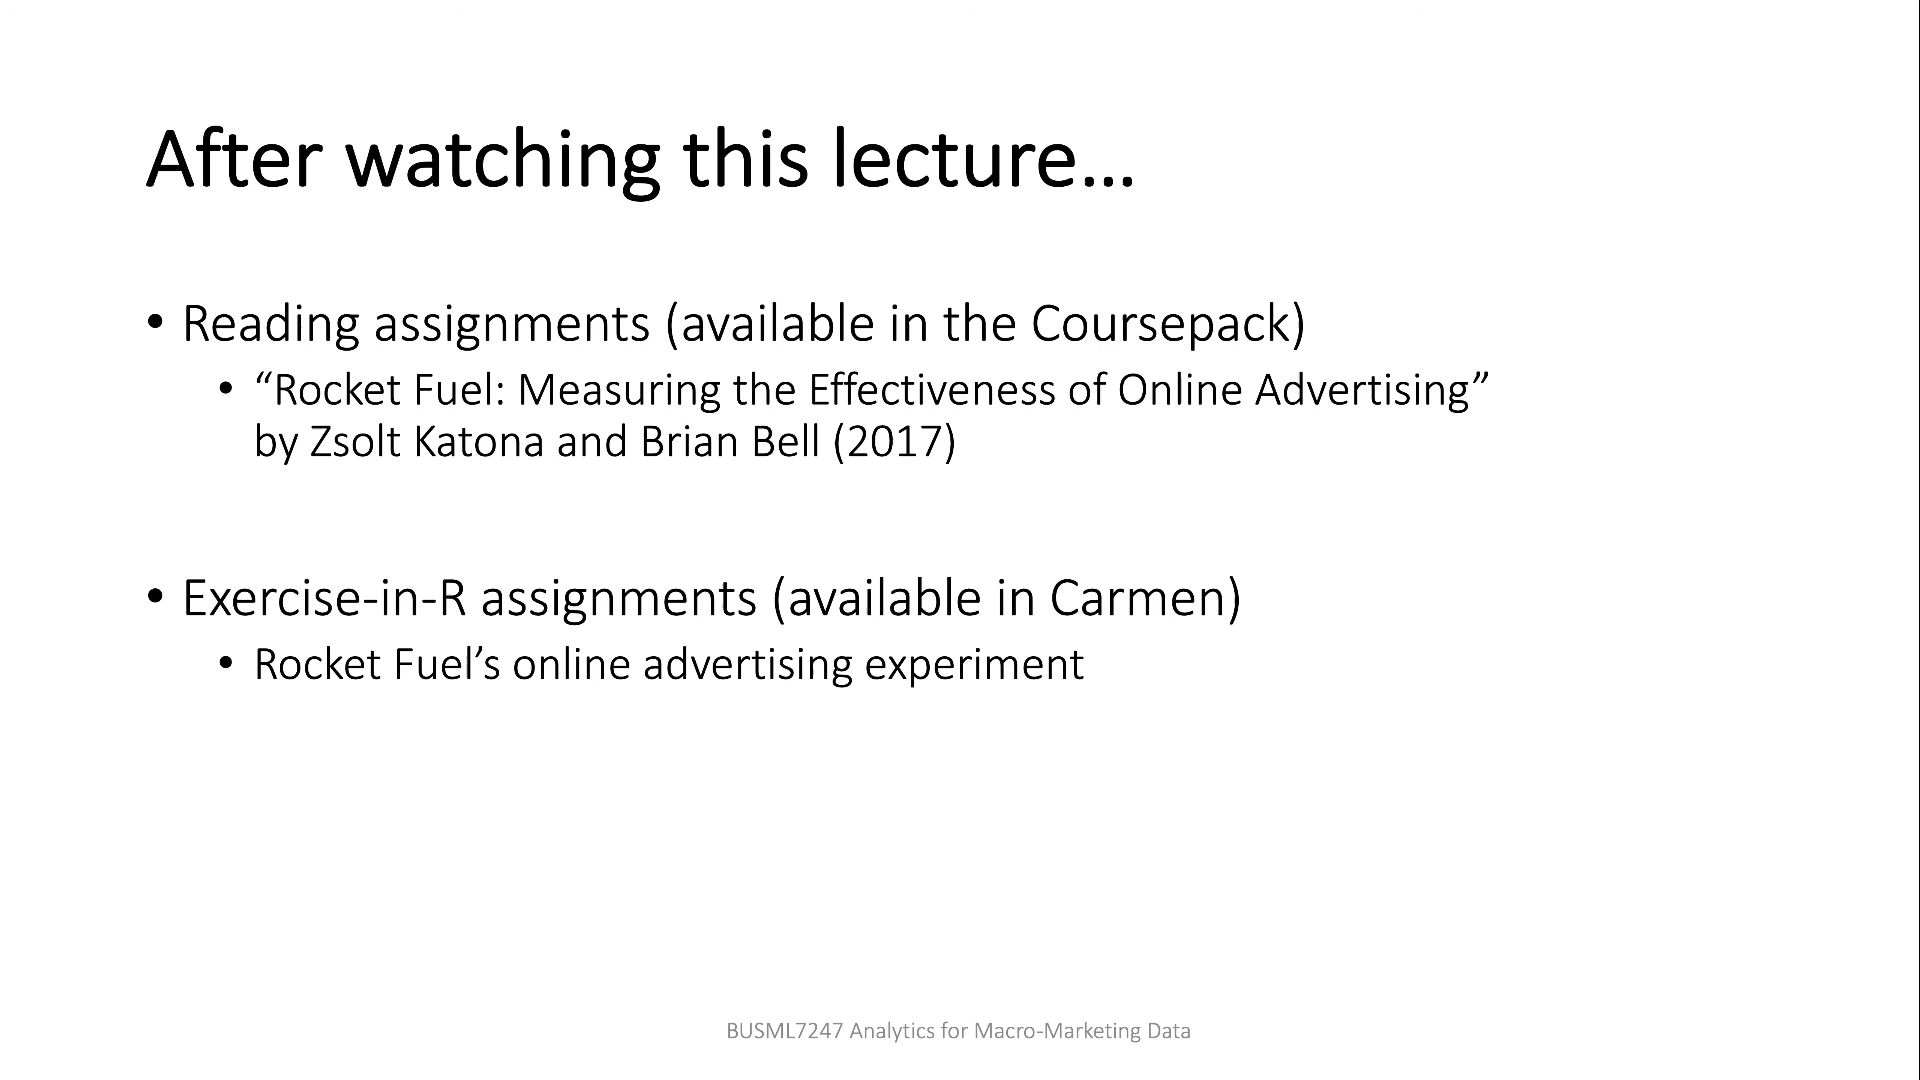 After watching this lecture…
• Reading assignments (available in the Coursepack)
• “Rocket Fuel: Measuring the Effectiveness of Online Advertising”
by Zsolt Katona and Brian Bell (2017)
• Exercise-in-R assignments (available in Carmen)
• Rocket Fuel’s online advertising experiment
BUSML7247 Analytics for Macro-Marketing Data